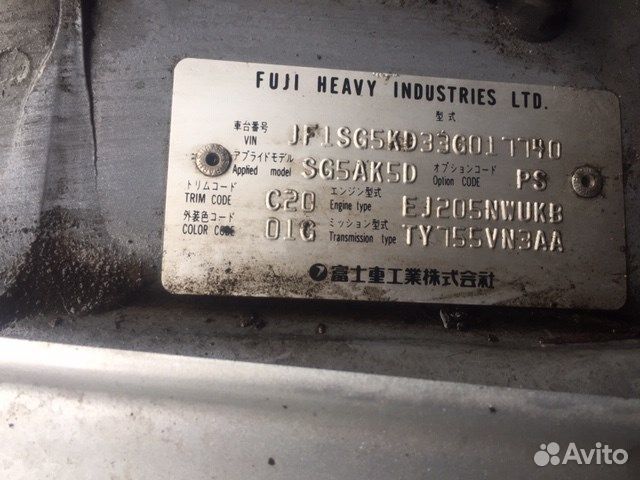 FUJI HEAVY INDUSTRIES LTD.
型式
車台番号
VIN JF1SG5KD33G017740
アプライドモデル オプションコード
Applied model SG5AK5D Option CODE PS
トリムコード エンジン型式
TRIM CODE C20 Engine type EJ205NWUKB
外装色コード ミッション型式
COLOR CODE 01G Transmission type TY755VN3AA
富士重工業株式会社
Avito